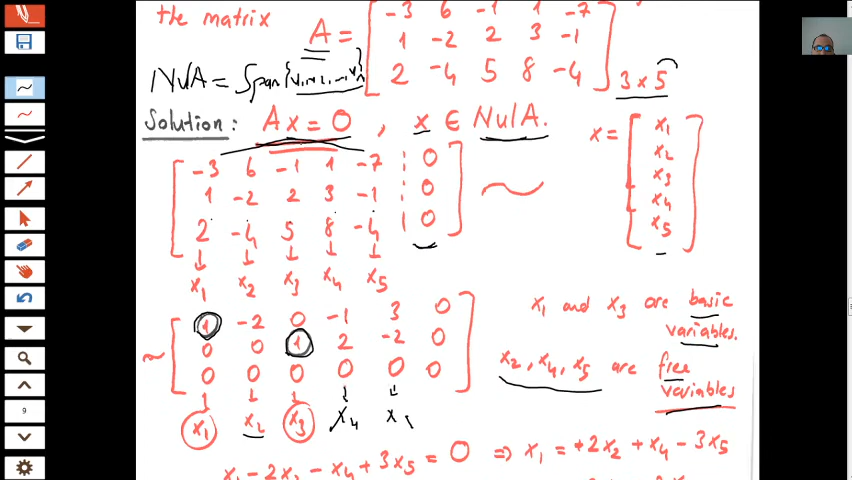 the matrix A = [ -3 6 -1 1 -7
1 -2 2 3 -1
2 -4 5 8 -4 ] 3 x 5
NulA = Span{
Solution: Ax = 0 , x ∈ NulA.
x = [ x1
x2
x3
x4
x5 ]
[ -3 6 -1 1 -7 | 0
1 -2 2 3 -1 | 0
2 -4 5 8 -4 | 0 ] ~
x1 x2 x3 x4 x5
~ [ 1 -2 0 -1 3 0
0 0 1 2 -2 0
0 0 0 0 0 0 ]
x1 x2 x3 x4 x
x1 and x3 are basic
variables.
x2, x4, x5 are free
variables
x1 - 2x2 - x4 + 3x5 = 0 ⇒ x1 = +2x2 + x4 - 3x5
9